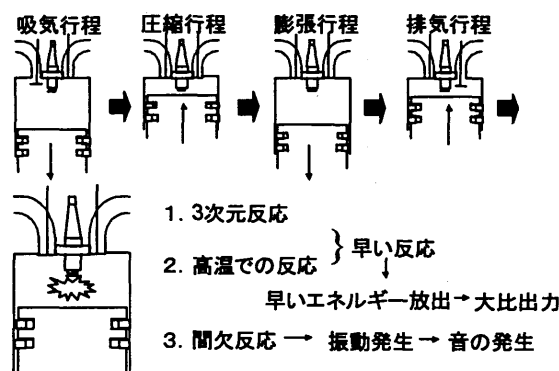 吸気行程 圧縮行程 膨張行程 排気行程
1. 3次元反応
2. 高温での反応
} 早い反応
↓
早いエネルギー放出→大比出力
3. 間欠反応 → 振動発生→音の発生